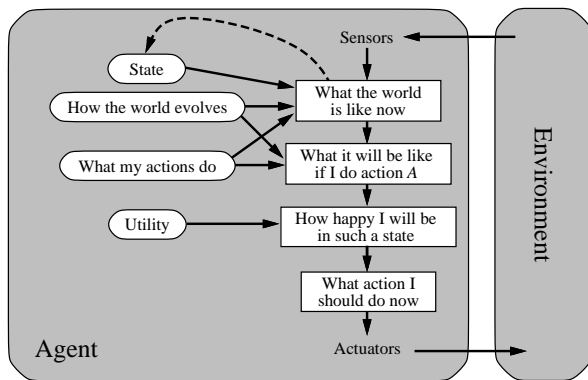 Sensors
State
What the world
is like now
How the world evolves
What it will be like
if I do action A
What my actions do
How happy I will be
in such a state
Utility
What action I
should do now
Agent
Actuators
Environment